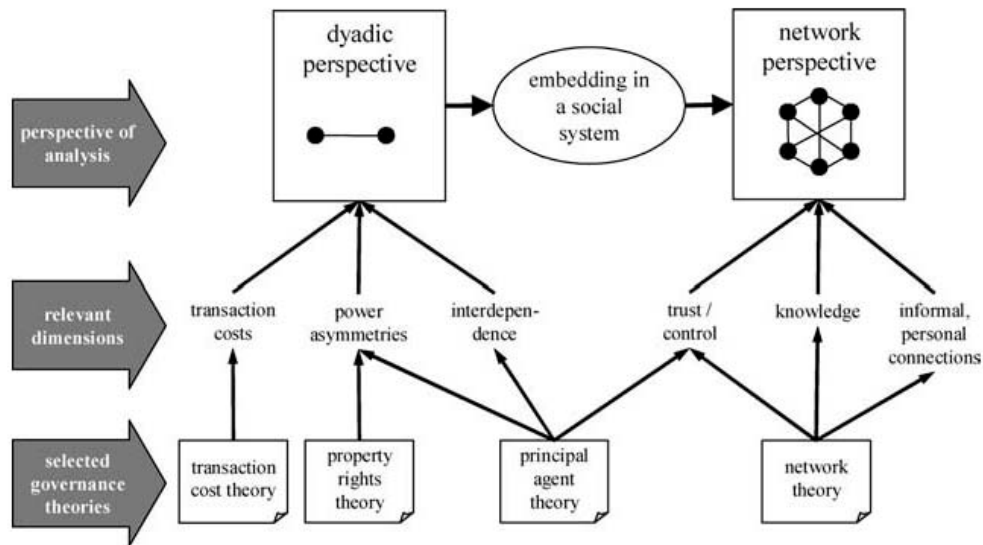 dyadic
perspective
embedding in
a social
system
network
perspective
perspective of
analysis
relevant
dimensions
transaction
costs
power
asymmetries
interdepen-
dence
trust /
control
knowledge
informal,
personal
connections
selected
governance
theories
transaction
cost theory
property
rights
theory
principal
agent
theory
network
theory